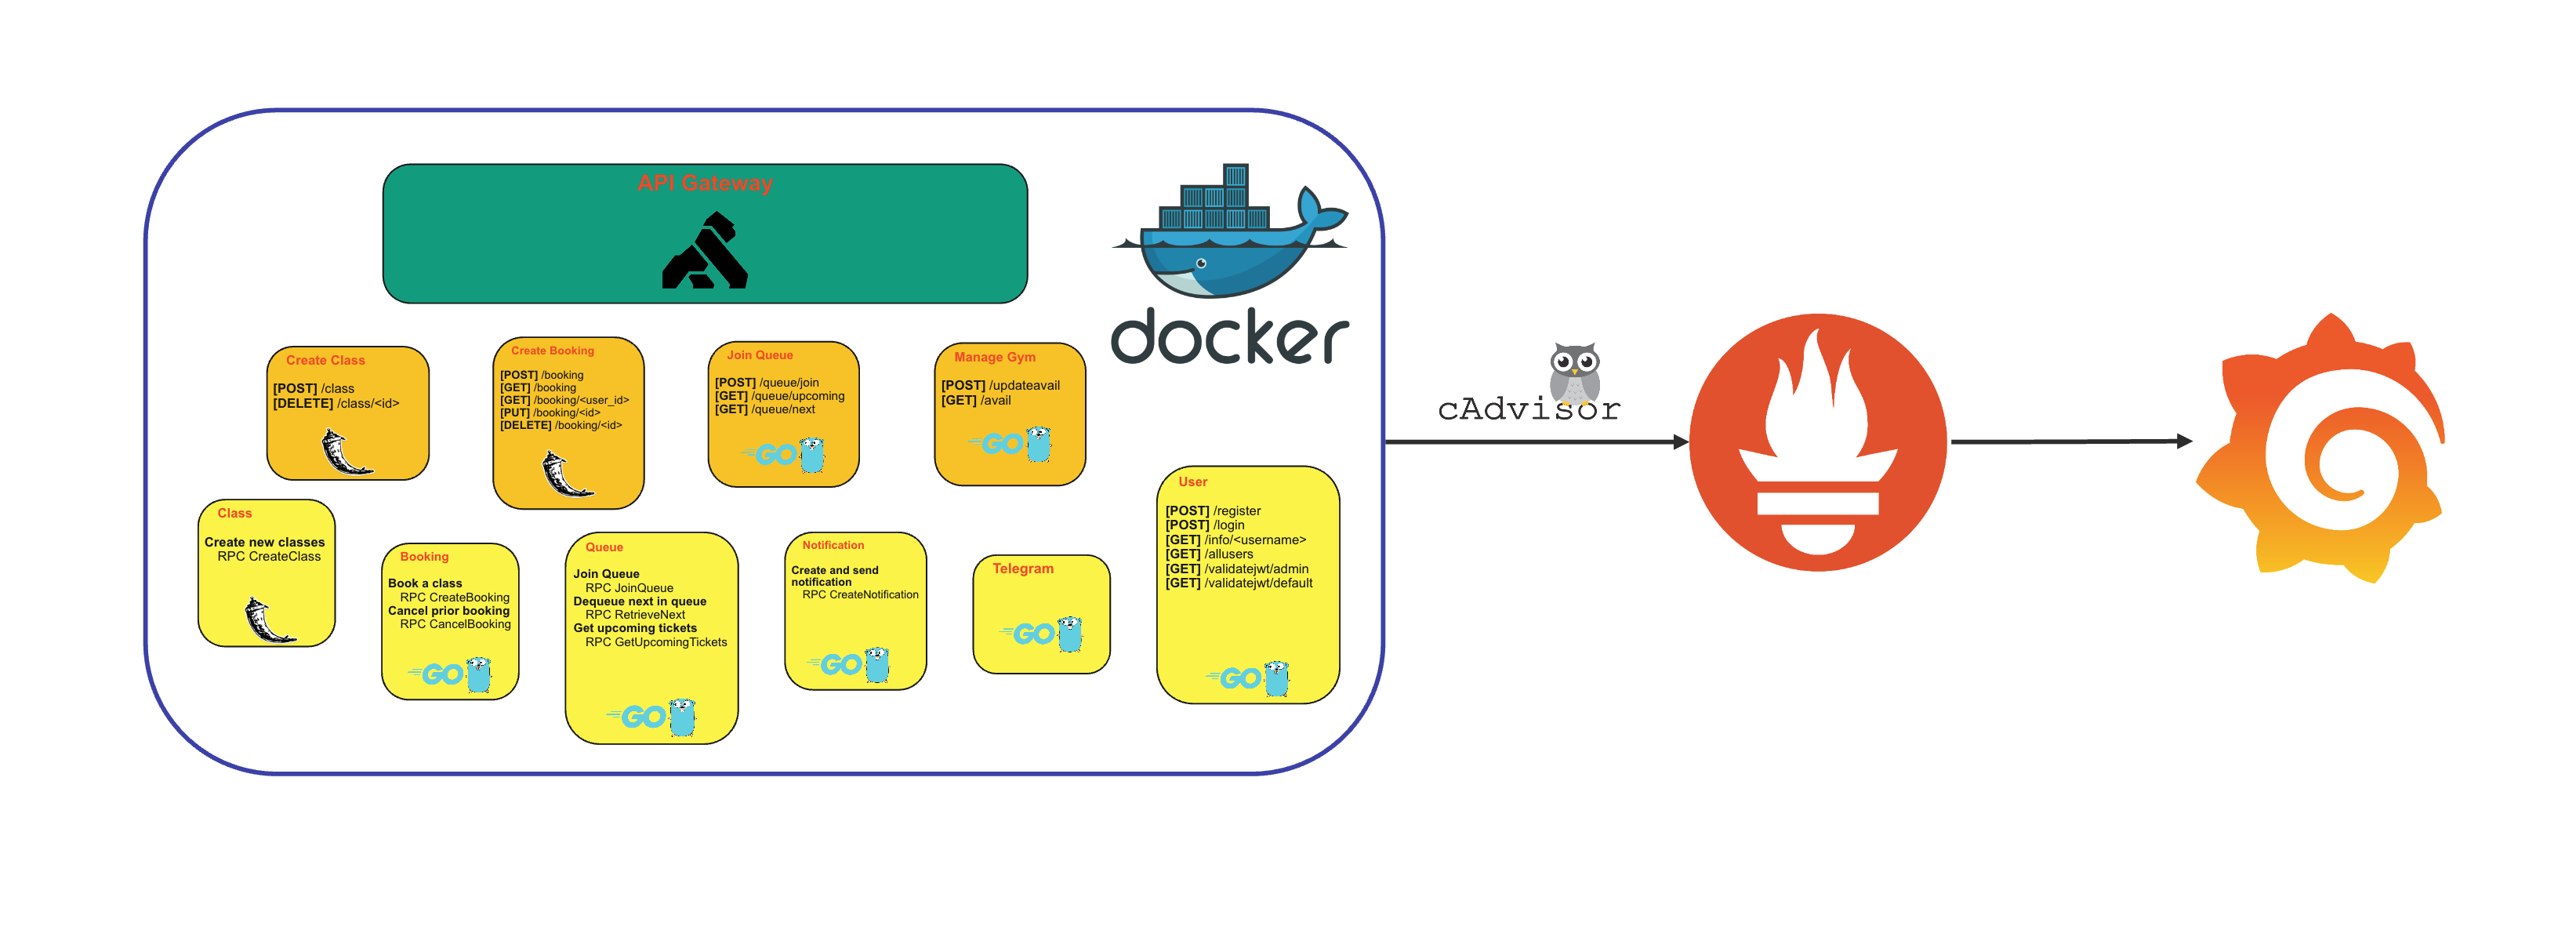 API Gateway
docker
Create Class
[POST] /class
[DELETE] /class/<id>
Create Booking
[POST] /booking
[GET] /booking
[GET] /booking/<user_id>
[PUT] /booking/<id>
[DELETE] /booking/<id>
Join Queue
[POST] /queue/join
[GET] /queue/upcoming
[GET] /queue/next
GO
Manage Gym
[POST] /updateavail
[GET] /avail
GO
cAdvisor
Class
Create new classes
RPC CreateClass
Booking
Book a class
RPC CreateBooking
Cancel prior booking
RPC CancelBooking
GO
Queue
Join Queue
RPC JoinQueue
Dequeue next in queue
RPC RetrieveNext
Get upcoming tickets
RPC GetUpcomingTickets
GO
Notification
Create and send
notification
RPC CreateNotification
GO
Telegram
GO
User
[POST] /register
[POST] /login
[GET] /info/<username>
[GET] /allusers
[GET] /validatejwt/admin
[GET] /validatejwt/default
GO